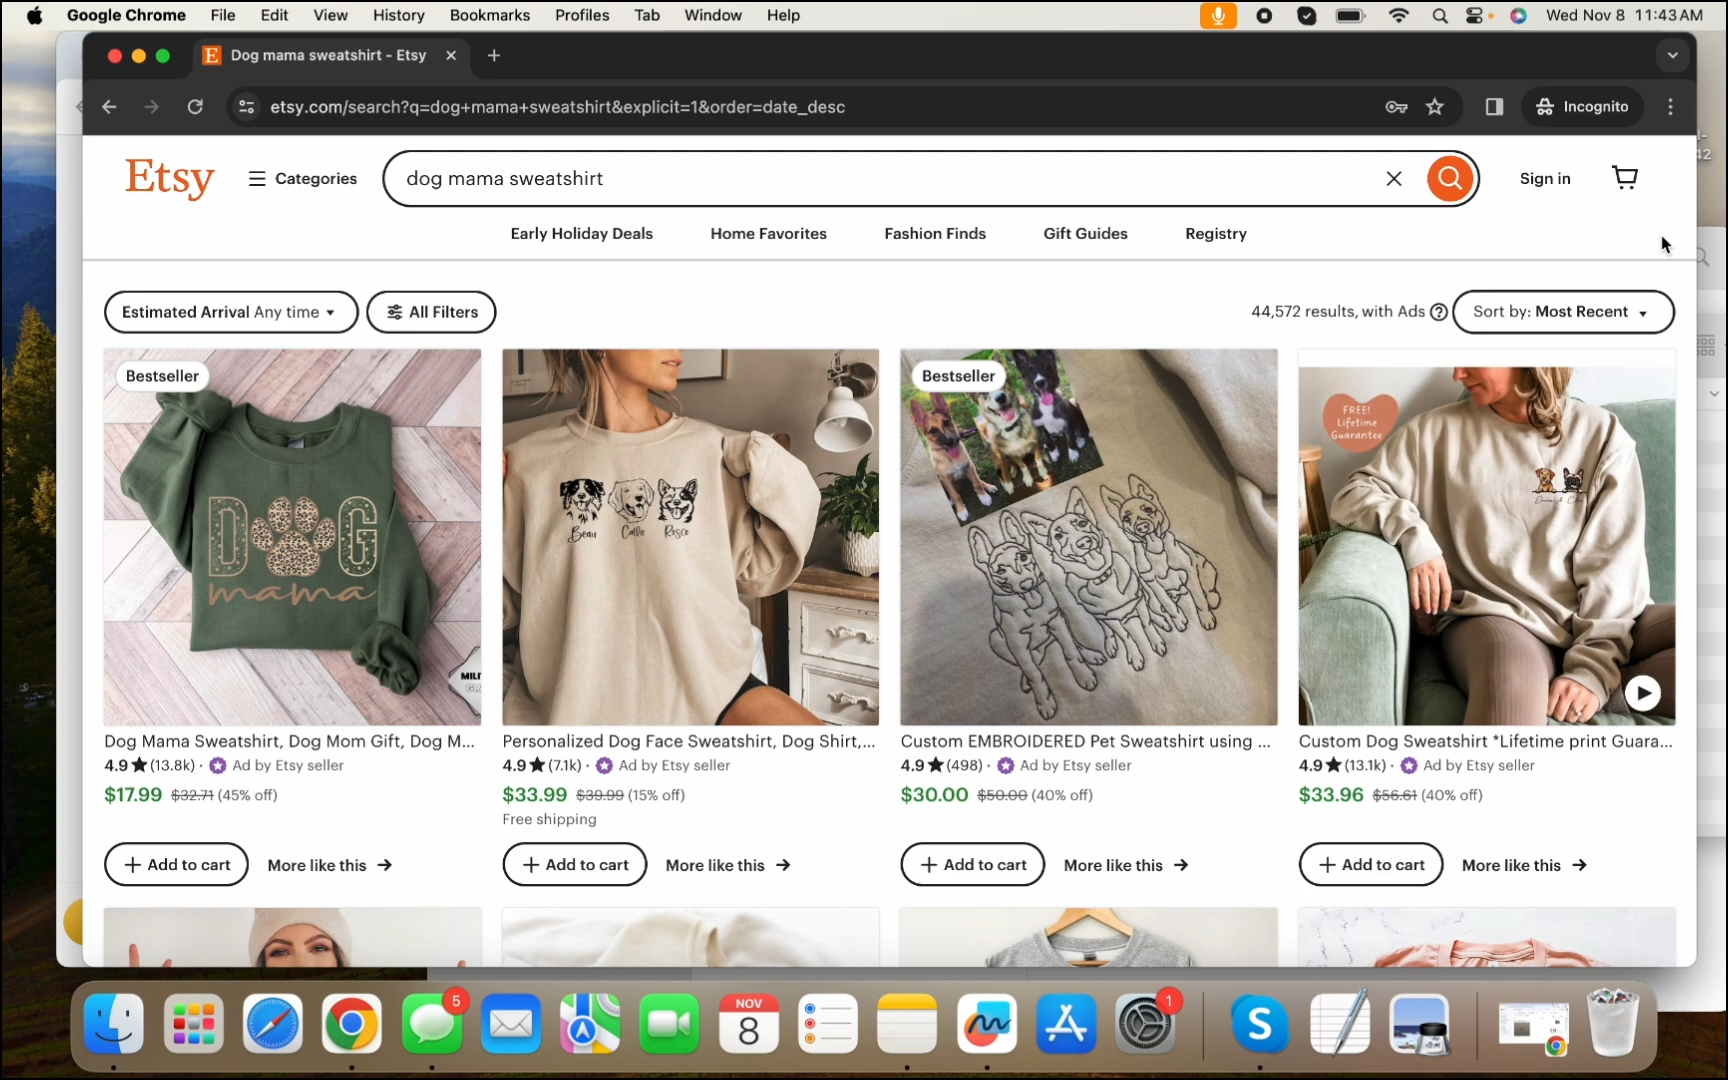 Google Chrome File Edit View History Bookmarks Profiles Tab Window Help Wed Nov 8 11:43 AM
Dog mama sweatshirt - Etsy
etsy.com/search?q=dog+mama+sweatshirt&explicit=1&order=date_desc Incognito
Etsy Categories dog mama sweatshirt Sign in
Early Holiday Deals Home Favorites Fashion Finds Gift Guides Registry
Estimated Arrival Any time All Filters 44,572 results, with Ads Sort by: Most Recent
Bestseller
DOG
mama
Beau Callie Rosco
Bestseller
FREE!
Lifetime
Guarantee
Dog Mama Sweatshirt, Dog Mom Gift, Dog M...
4.9 (13.8k) · Ad by Etsy seller
$17.99 $32.71 (45% off)
+ Add to cart More like this →
Personalized Dog Face Sweatshirt, Dog Shirt,...
4.9 (7.1k) · Ad by Etsy seller
$33.99 $39.99 (15% off)
Free shipping
+ Add to cart More like this →
Custom EMBROIDERED Pet Sweatshirt using ...
4.9 (498) · Ad by Etsy seller
$30.00 $50.00 (40% off)
+ Add to cart More like this →
Custom Dog Sweatshirt *Lifetime print Guara...
4.9 (13.1k) · Ad by Etsy seller
$33.96 $56.61 (40% off)
+ Add to cart More like this →
5
NOV
8
1
S